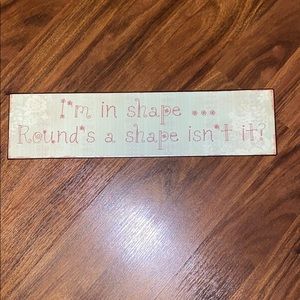 I'm in shape ...
Round's a shape isn't it?